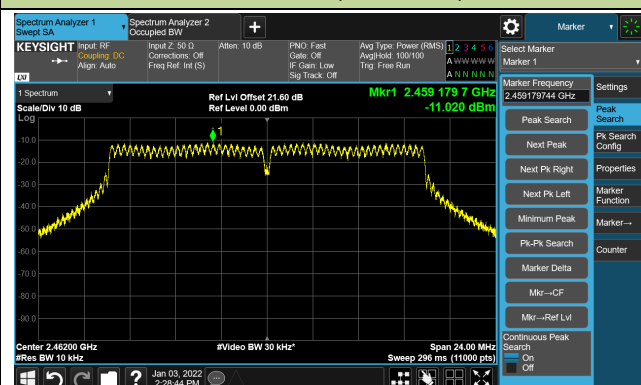 Spectrum Analyzer 1
Swept SA
Spectrum Analyzer 2
Occupied BW
+
Marker
KEYSIGHT
LXI
Input: RF
Coupling: DC
Align: Auto
Input Z: 50 Ω
Corrections: Off
Freq Ref: Int (S)
Atten: 10 dB
PNO: Fast
Gate: Off
IF Gain: Low
Sig Track: Off
Avg Type: Power (RMS)
Avg|Hold: 100/100
Trig: Free Run
1 2 3 4 5 6
A W W W W W
A N N N N N
Select Marker
Marker 1
1 Spectrum
Scale/Div 10 dB
Log
Ref Lvl Offset 21.60 dB
Ref Level 0.00 dBm
Mkr1 2.459 179 7 GHz
-11.020 dBm
1
-10.0
-20.0
-30.0
-40.0
-50.0
-60.0
-70.0
-80.0
-90.0
Center 2.46200 GHz
#Res BW 10 kHz
#Video BW 30 kHz*
Span 24.00 MHz
Sweep 296 ms (11000 pts)
Marker Frequency
2.459179744 GHz
Peak Search
Next Peak
Next Pk Right
Next Pk Left
Minimum Peak
Pk-Pk Search
Marker Delta
Mkr→CF
Mkr→Ref Lvl
Continuous Peak
Search
On
Off
Settings
Peak
Search
Pk Search
Config
Properties
Marker
Function
Marker→
Counter
?
Jan 03, 2022
2:28:44 PM